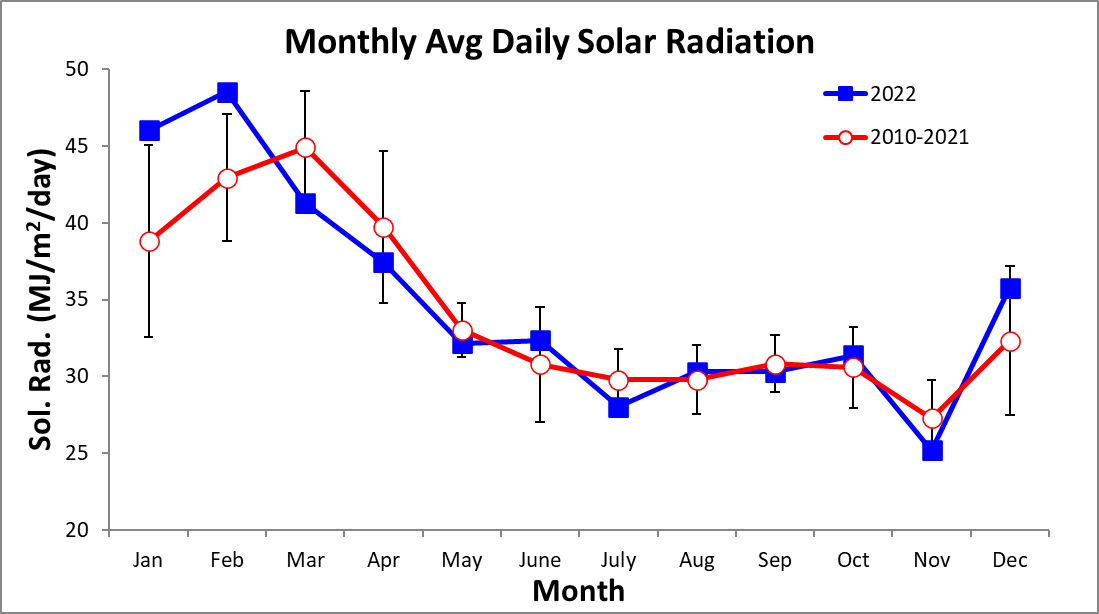 Monthly Avg Daily Solar Radiation
50
45
40
35
30
25
20
Sol. Rad. (MJ/m²/day)
2022
2010-2021
Jan Feb Mar Apr May June July Aug Sep Oct Nov Dec
Month